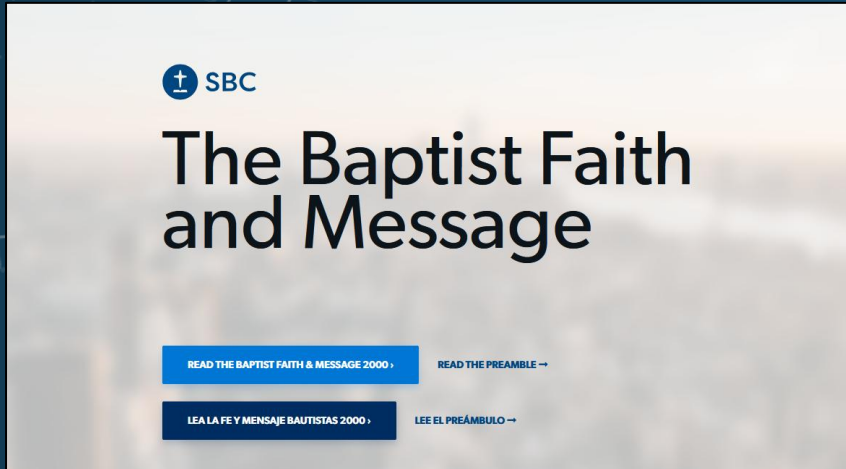 SBC
The Baptist Faith
and Message
READ THE BAPTIST FAITH & MESSAGE 2000 ›
READ THE PREAMBLE →
LEA LA FE Y MENSAJE BAUTISTAS 2000 ›
LEE EL PREÁMBULO →